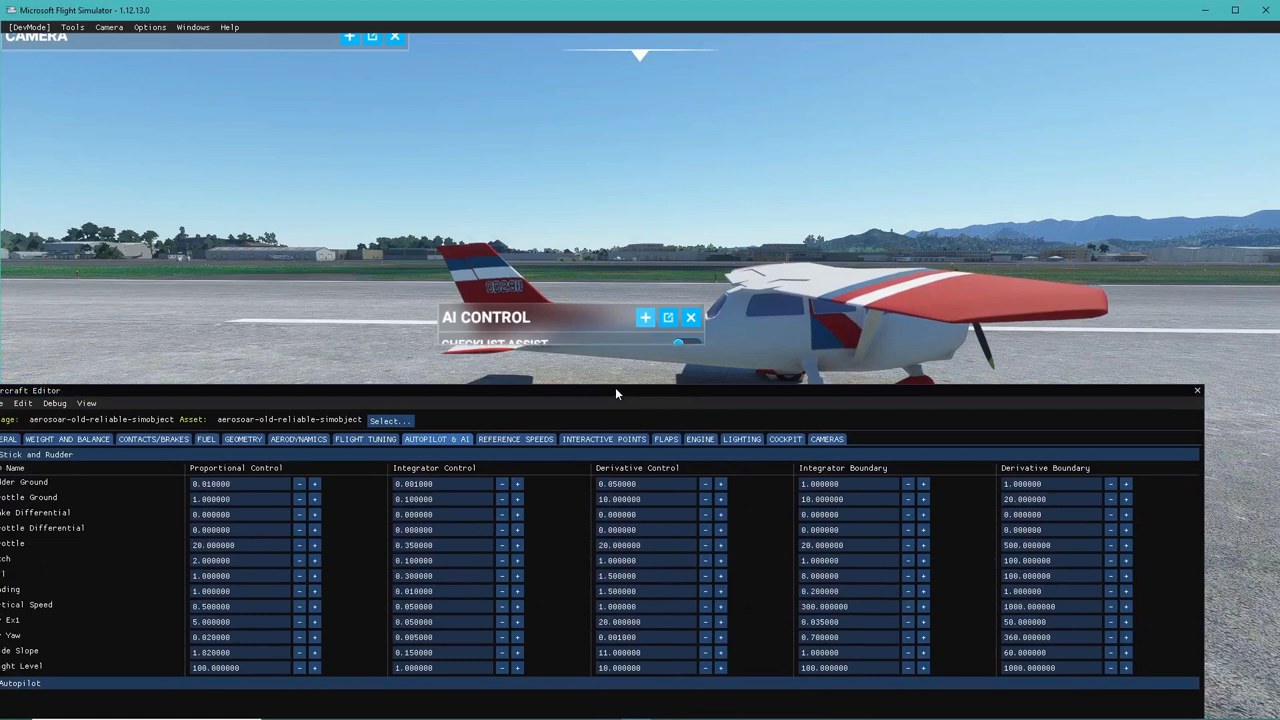 Microsoft Flight Simulator - 1.12.13.0
[DevMode] Tools Camera Options Windows Help
CAMERA
AI CONTROL
CHECKLIST ASSIST
rcraft Editor
e Edit Debug View
age: aerosoar-old-reliable-simobject Asset: aerosoar-old-reliable-simobject Select...
ERAL WEIGHT AND BALANCE CONTACTS/BRAKES FUEL GEOMETRY AERODYNAMICS FLIGHT TUNING AUTOPILOT & AI REFERENCE SPEEDS INTERACTIVE POINTS FLAPS ENGINE LIGHTING COCKPIT CAMERAS
Stick and Rudder
Name Proportional Control Integrator Control Derivative Control Integrator Boundary Derivative Boundary
dder Ground 0.010000 - + 0.001000 - + 0.050000 - + 1.000000 - + 1.000000 - +
rottle Ground 1.000000 - + 0.100000 - + 10.000000 - + 10.000000 - + 20.000000 - +
ake Differential 0.000000 - + 0.000000 - + 0.000000 - + 0.000000 - + 0.000000 - +
rottle Differential 0.000000 - + 0.000000 - + 0.000000 - + 0.000000 - + 0.000000 - +
rottle 20.000000 - + 0.350000 - + 20.000000 - + 20.000000 - + 500.000000 - +
tch 2.000000 - + 0.100000 - + 1.000000 - + 1.000000 - + 100.000000 - +
l 1.000000 - + 0.300000 - + 1.500000 - + 8.000000 - + 100.000000 - +
ding 1.000000 - + 0.010000 - + 1.500000 - + 0.200000 - + 1.000000 - +
tical Speed 0.500000 - + 0.050000 - + 1.000000 - + 300.000000 - + 1000.000000 - +
Ex1 5.000000 - + 0.050000 - + 20.000000 - + 0.035000 - + 50.000000 - +
Yaw 0.020000 - + 0.005000 - + 0.001000 - + 0.700000 - + 360.000000 - +
de Slope 1.820000 - + 0.150000 - + 11.000000 - + 1.000000 - + 60.000000 - +
ght Level 100.000000 - + 1.000000 - + 10.000000 - + 100.000000 - + 1000.000000 - +
Autopilot